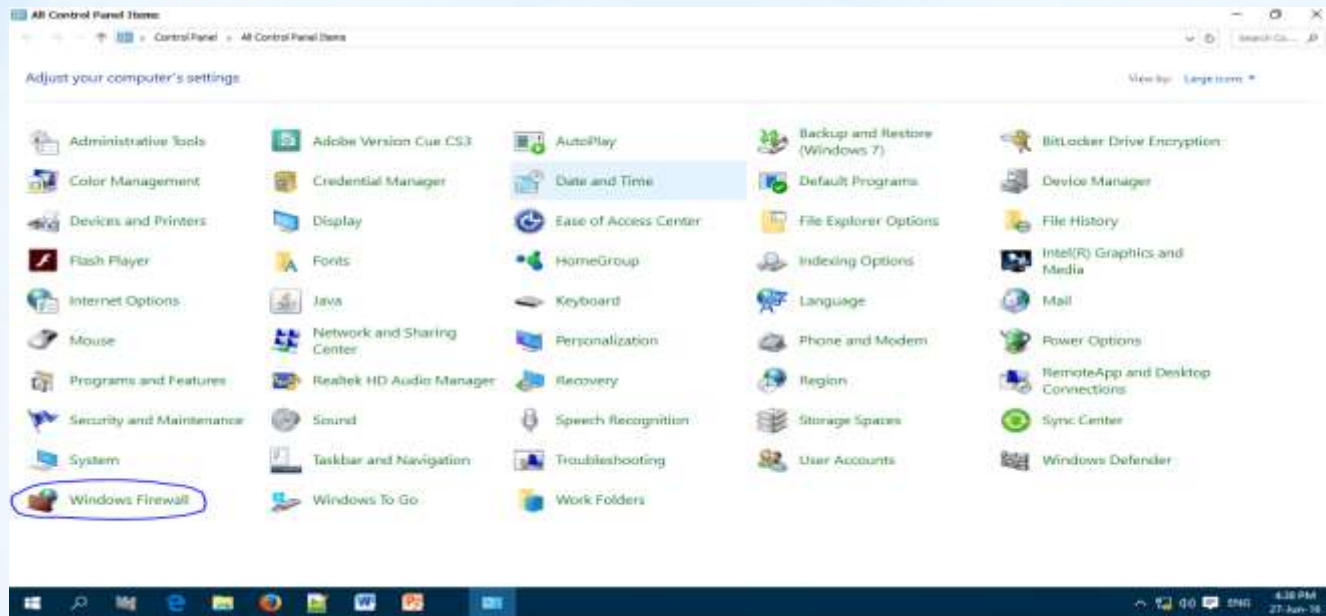 All Control Panel Items
Control Panel › All Control Panel Items
Search Co...
Adjust your computer's settings
View by: Large icons
Administrative Tools
Adobe Version Cue CS3
AutoPlay
Backup and Restore
(Windows 7)
BitLocker Drive Encryption
Color Management
Credential Manager
Date and Time
Default Programs
Device Manager
Devices and Printers
Display
Ease of Access Center
File Explorer Options
File History
Flash Player
Fonts
HomeGroup
Indexing Options
Intel(R) Graphics and
Media
Internet Options
Java
Keyboard
Language
Mail
Mouse
Network and Sharing
Center
Personalization
Phone and Modem
Power Options
Programs and Features
Realtek HD Audio Manager
Recovery
Region
RemoteApp and Desktop
Connections
Security and Maintenance
Sound
Speech Recognition
Storage Spaces
Sync Center
System
Taskbar and Navigation
Troubleshooting
User Accounts
Windows Defender
Windows Firewall
Windows To Go
Work Folders
ENG
4:38 PM